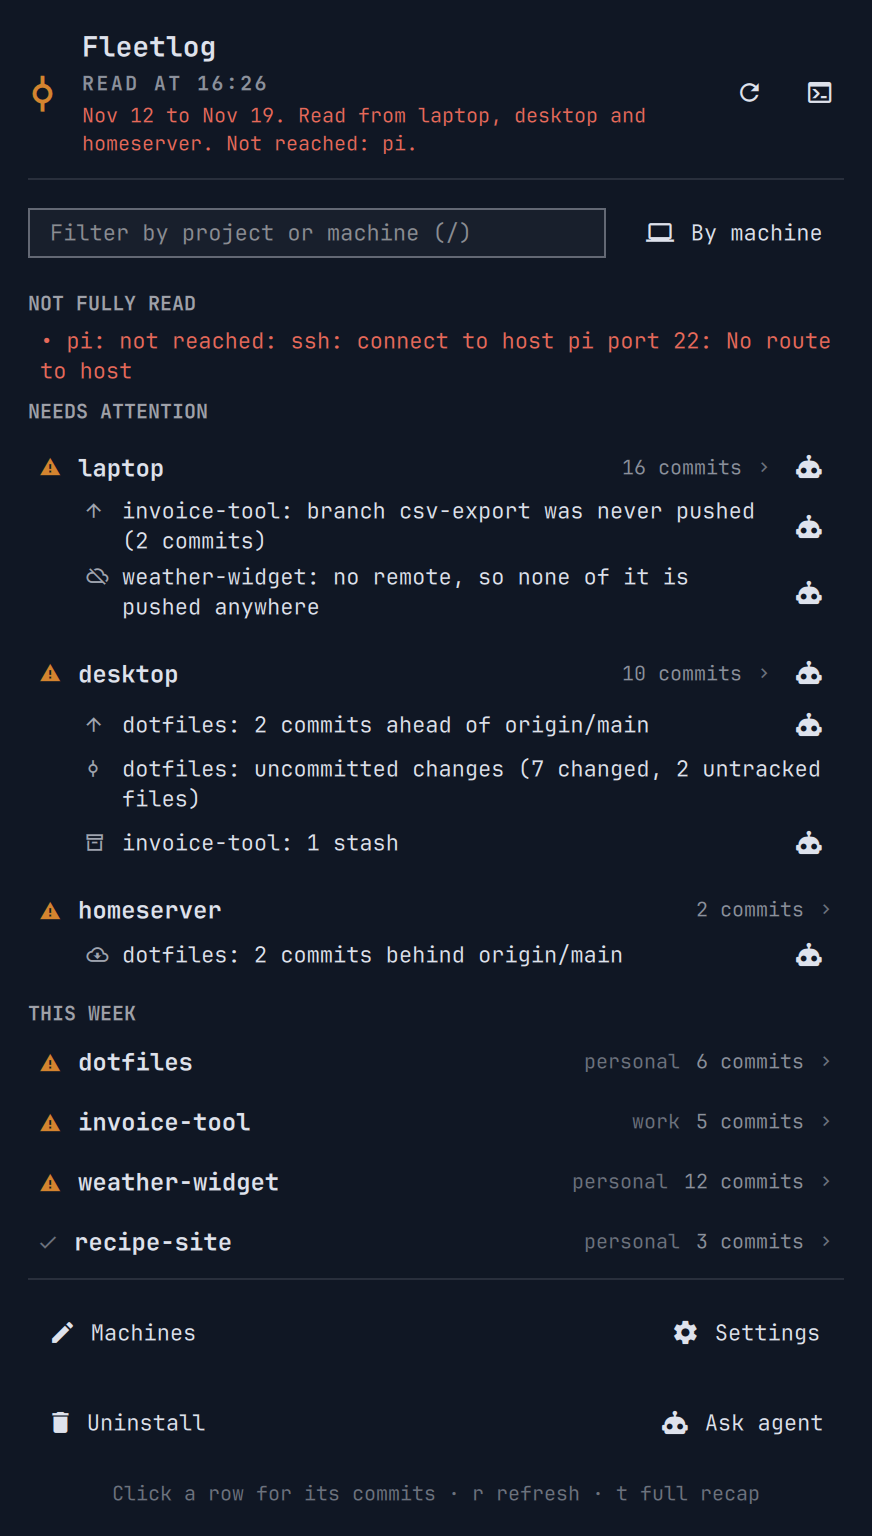 Fleetlog
READ AT 16:26
Nov 12 to Nov 19. Read from laptop, desktop and
homeserver. Not reached: pi.
Filter by project or machine (/)
By machine
NOT FULLY READ
• pi: not reached: ssh: connect to host pi port 22: No route
to host
NEEDS ATTENTION
laptop 16 commits ›
invoice-tool: branch csv-export was never pushed
(2 commits)
weather-widget: no remote, so none of it is
pushed anywhere
desktop 10 commits ›
dotfiles: 2 commits ahead of origin/main
dotfiles: uncommitted changes (7 changed, 2 untracked
files)
invoice-tool: 1 stash
homeserver 2 commits ›
dotfiles: 2 commits behind origin/main
THIS WEEK
dotfiles personal 6 commits ›
invoice-tool work 5 commits ›
weather-widget personal 12 commits ›
recipe-site personal 3 commits ›
Machines Settings
Uninstall Ask agent
Click a row for its commits · r refresh · t full recap